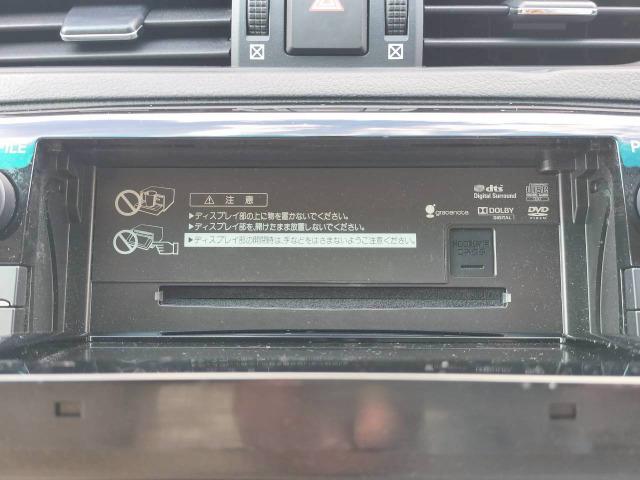 ⚠ 注 意
▶ディスプレイ部の上に物を置かないでください。
▶ディスプレイ部を、開けたまま放置しないでください。
▶ディスプレイ部の開閉時は、手などをはさまないようご注意ください。
dts
Digital Surround
gracenote
DOLBY
DIGITAL
DVD
VIDEO